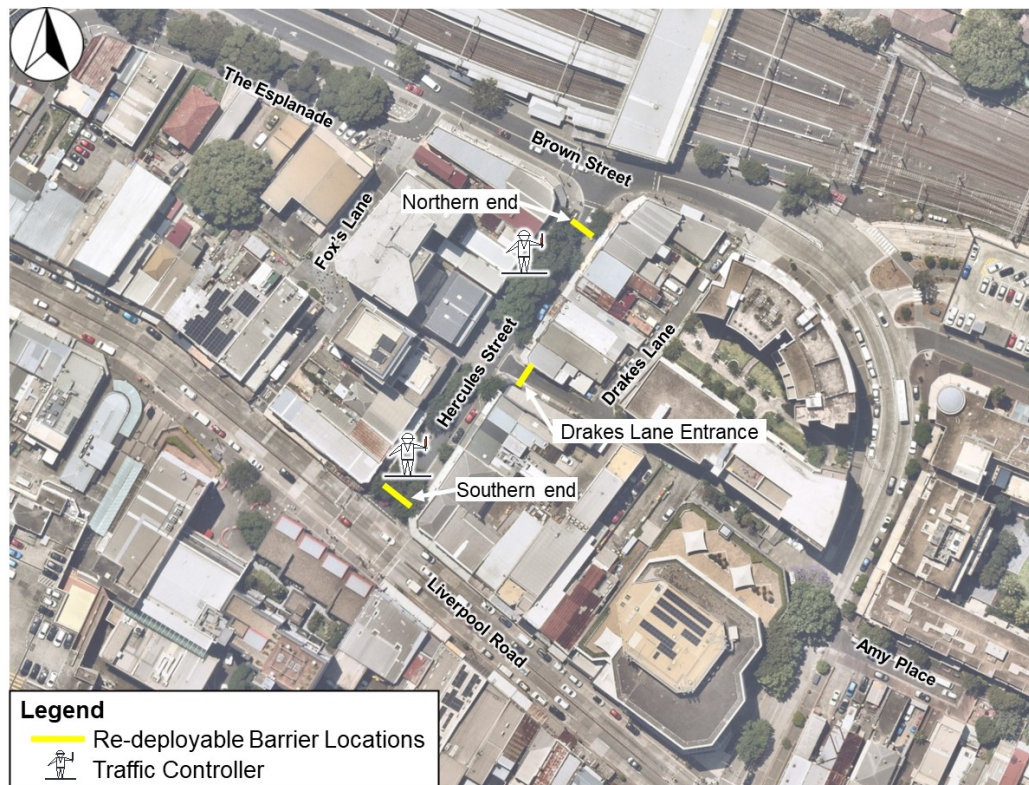 The Esplanade
Brown Street
Northern end
Fox's Lane
Hercules Street
Drakes Lane
Drakes Lane Entrance
Southern end
Liverpool Road
Amy Place
Legend
Re-deployable Barrier Locations
Traffic Controller